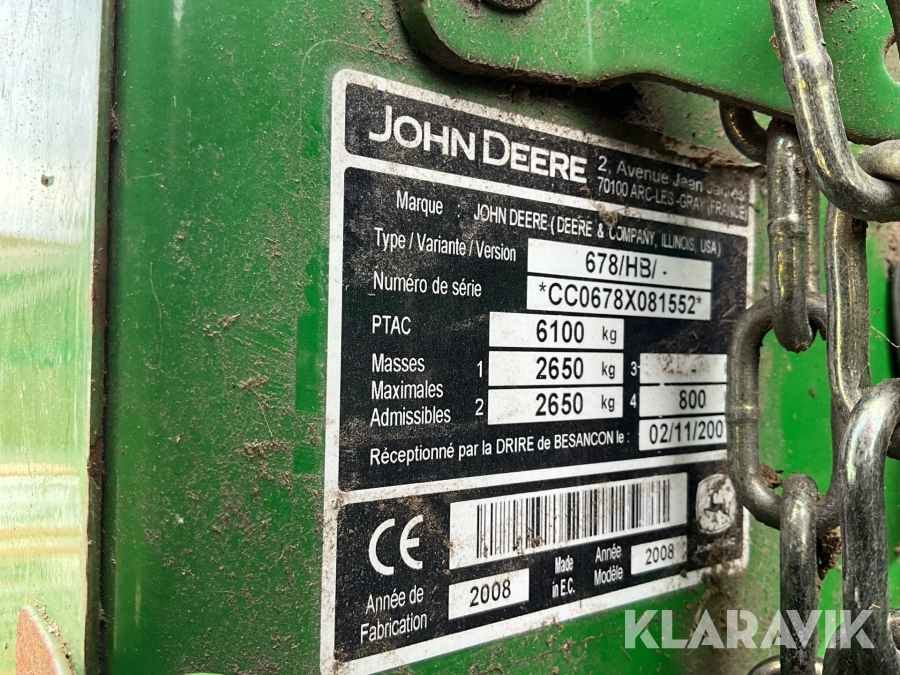 JOHN DEERE
2, Avenue Jean Jaurès
70100 ARC-LES-GRAY (FRANCE)
Marque : JOHN DEERE ( DEERE & COMPANY, ILLINOIS, USA )
Type / Variante / Version 678/HB/ -
Numéro de série *CC0678X081552*
PTAC 6100 kg
Masses Maximales Admissibles
1 2650 kg 3-
2 2650 kg 4 800
Réceptionné par la DRIRE de BESANCON le : 02/11/200
CE
Année de Fabrication 2008 Made in E.C. Année Modèle 2008
KLARAVIK